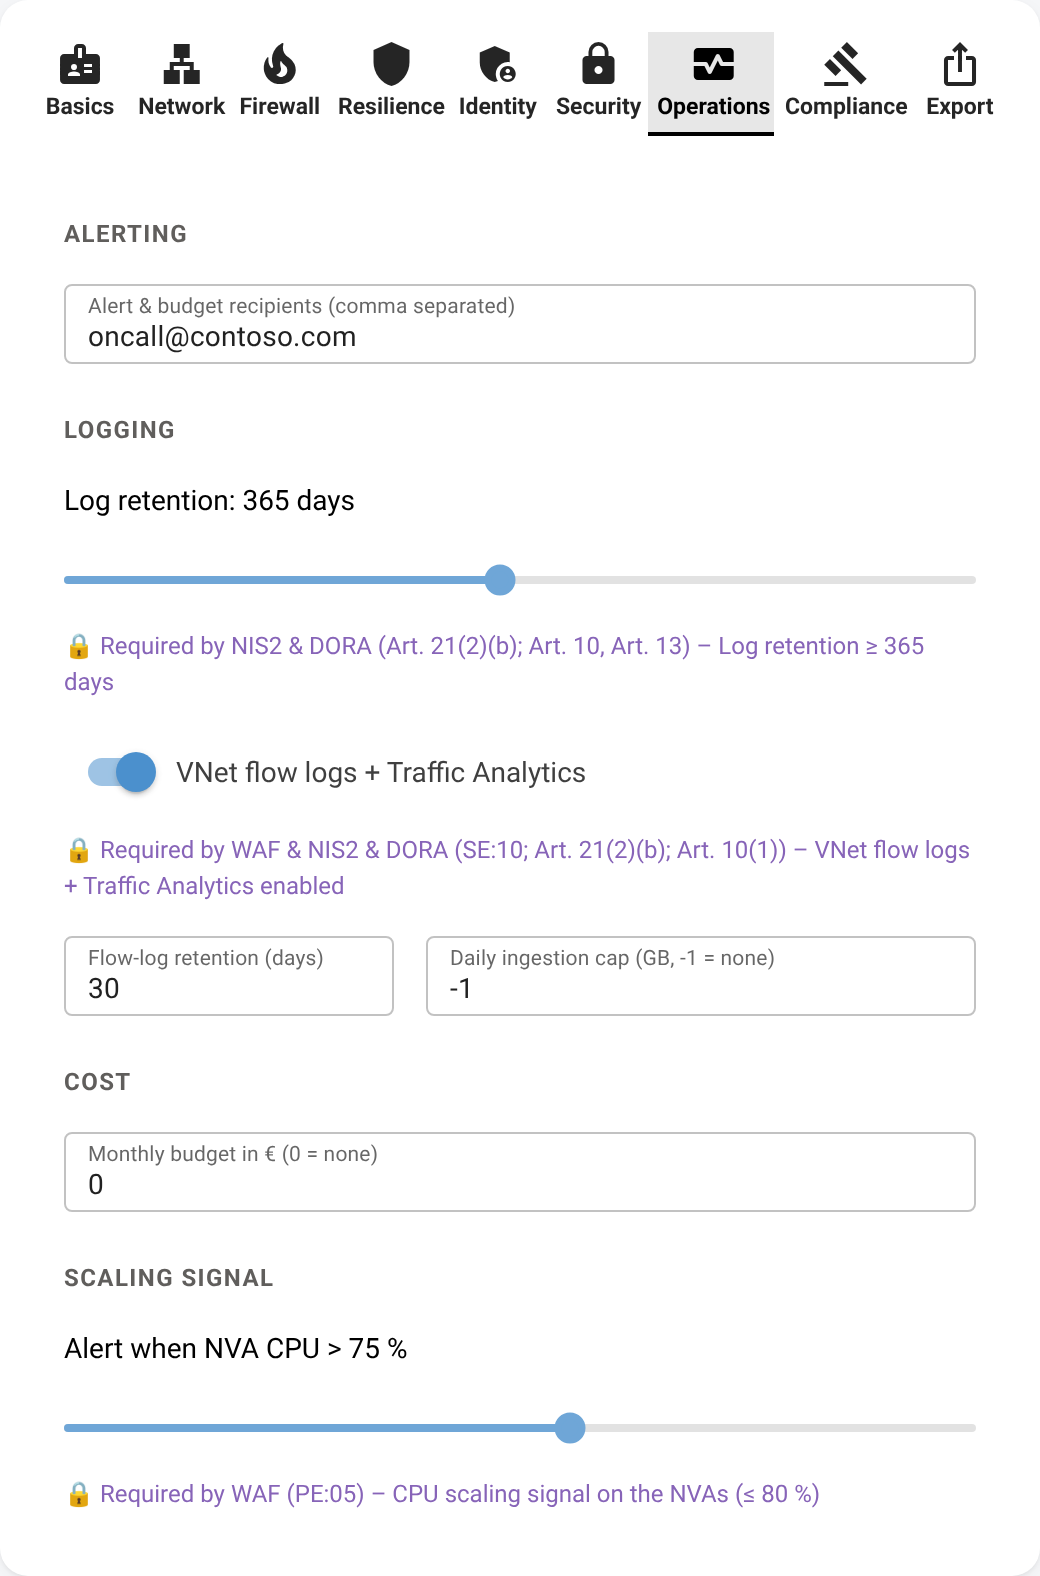 Basics Network Firewall Resilience Identity Security Operations Compliance Export
ALERTING
Alert & budget recipients (comma separated)
oncall@contoso.com
LOGGING
Log retention: 365 days
🔒 Required by NIS2 & DORA (Art. 21(2)(b); Art. 10, Art. 13) – Log retention ≥ 365
days
VNet flow logs + Traffic Analytics
🔒 Required by WAF & NIS2 & DORA (SE:10; Art. 21(2)(b); Art. 10(1)) – VNet flow logs
+ Traffic Analytics enabled
Flow-log retention (days)
30
Daily ingestion cap (GB, -1 = none)
-1
COST
Monthly budget in € (0 = none)
0
SCALING SIGNAL
Alert when NVA CPU > 75 %
🔒 Required by WAF (PE:05) – CPU scaling signal on the NVAs (≤ 80 %)